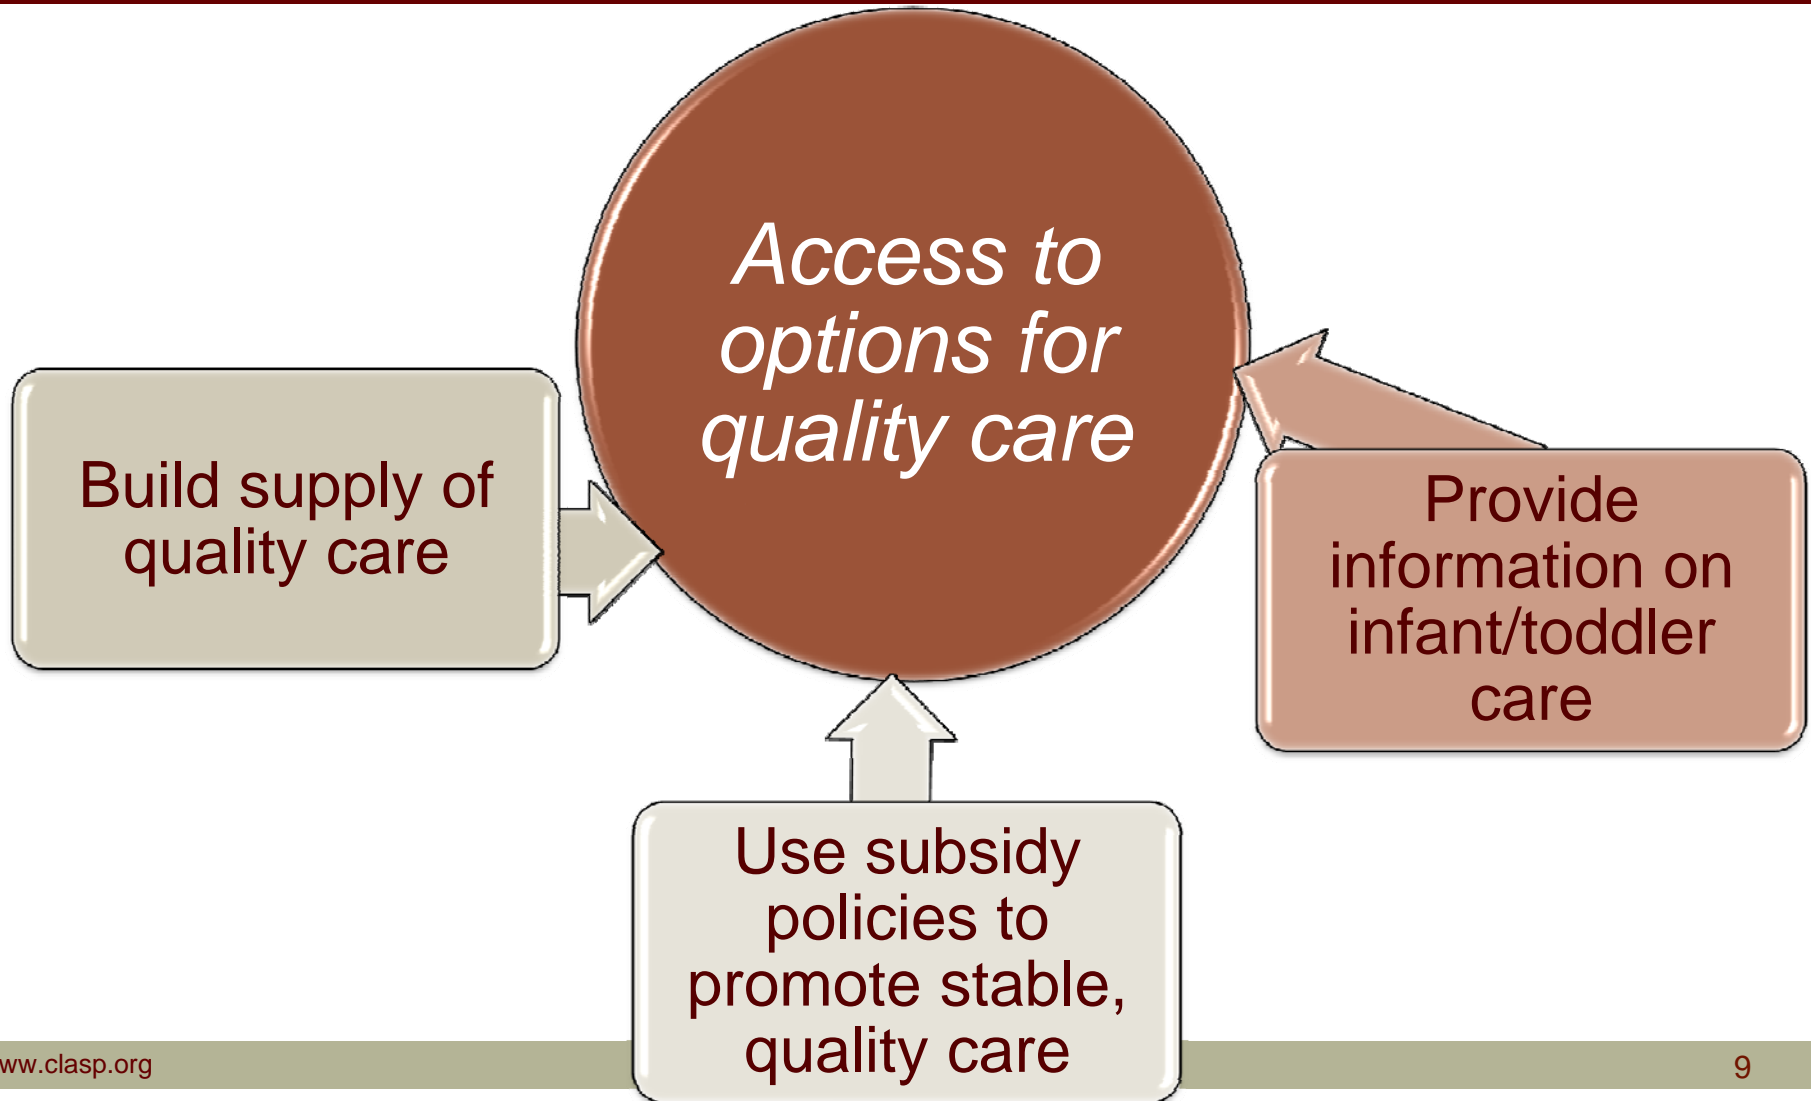 Access to
options for
quality care
Build supply of
quality care
Provide
information on
infant/toddler
care
Use subsidy
policies to
promote stable,
quality care
ww.clasp.org
9